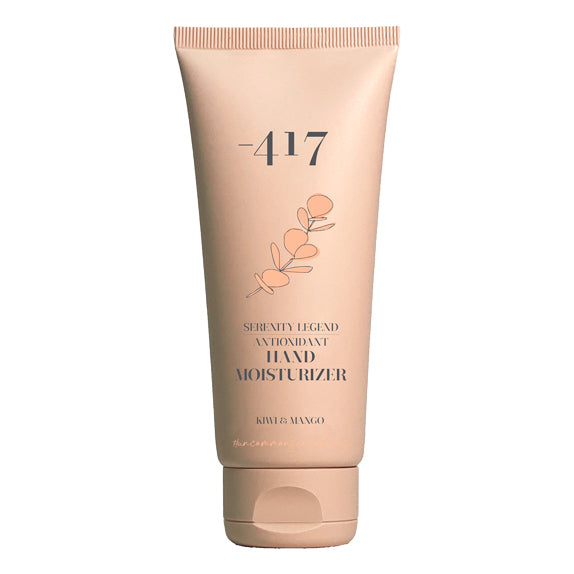 -417
SERENITY LEGEND
ANTIOXIDANT
HAND
MOISTURIZER
KIWI & MANGO